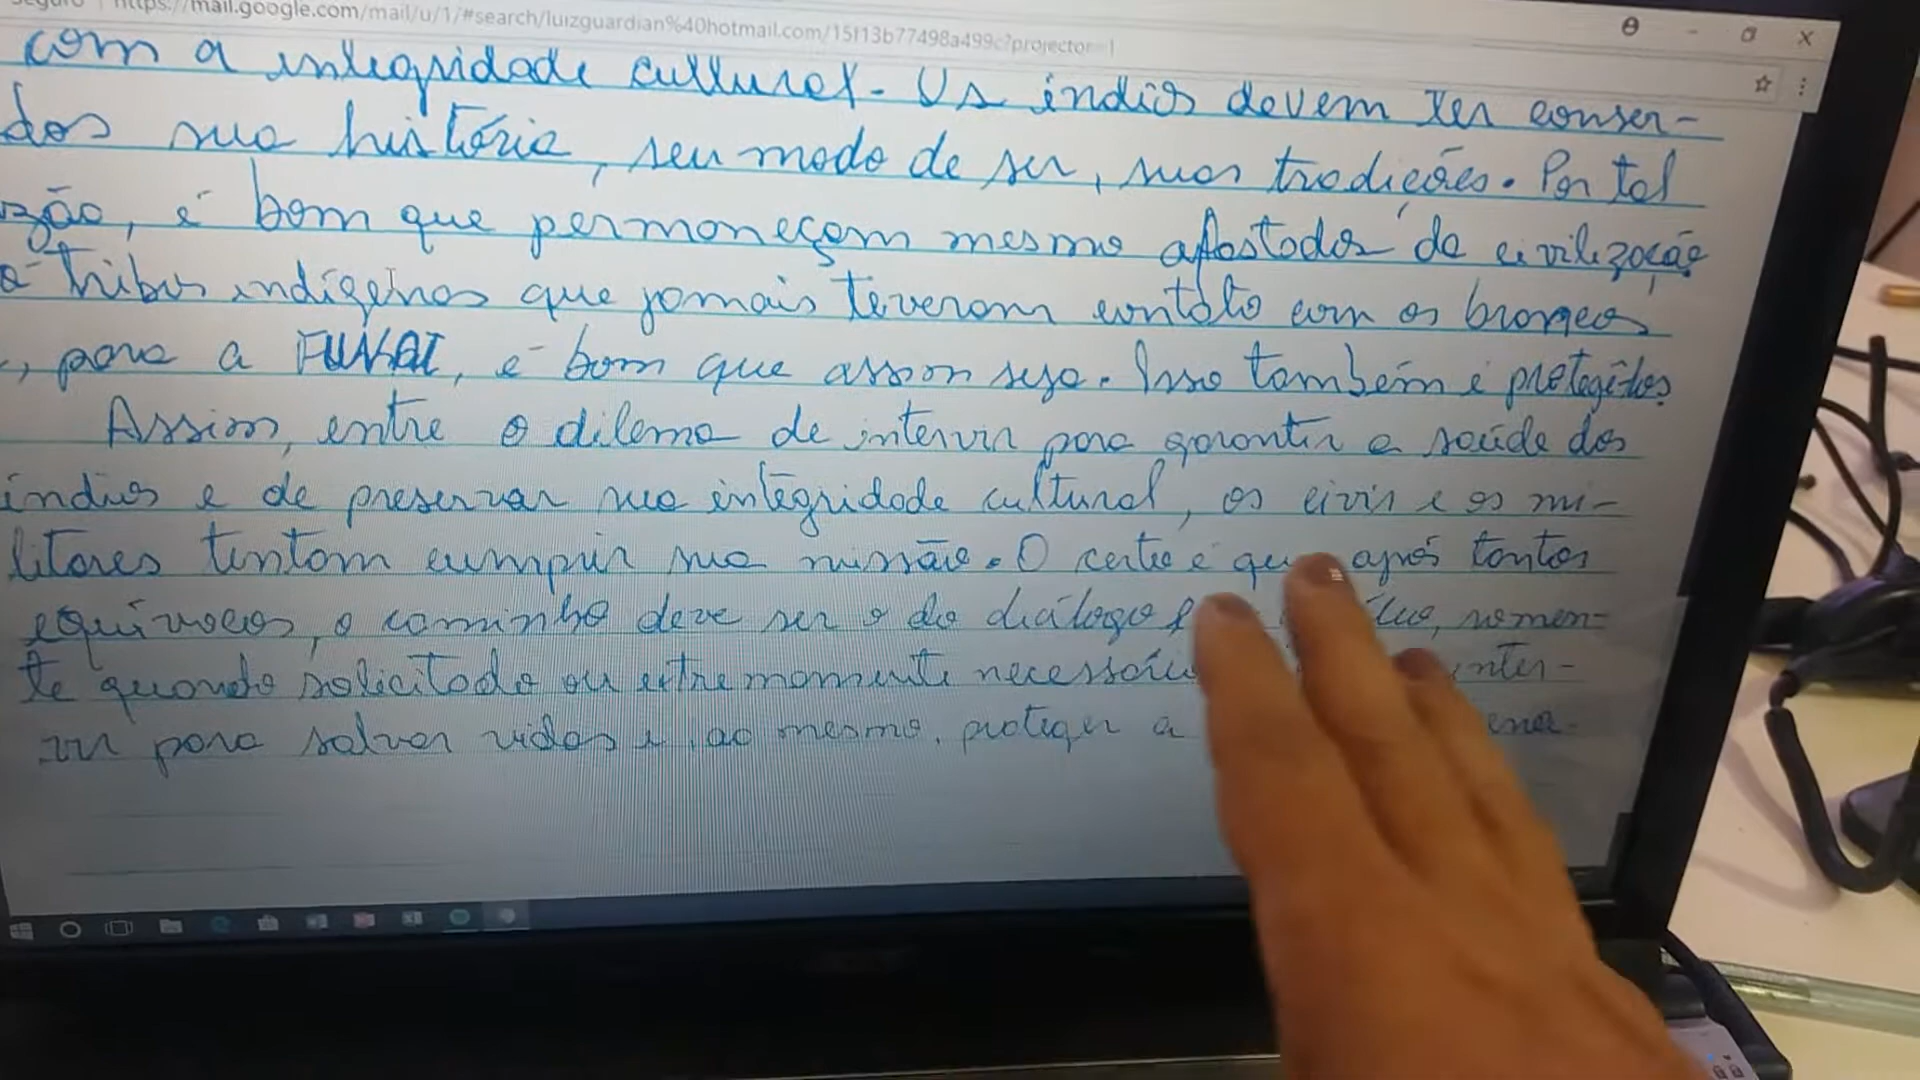 https://mail.google.com/mail/u/1/#search/luizguardian%40hotmail.com/15f13b77498a499c?projector=1
com a integridade cultural. Os índios devem ter conser-
dos sua história, seu modo de ser, suas tradições. Por tal
zão, é bom que permaneçam mesmo afastados da civilização
tribos indígenas que jamais tiveram contato com os brancos
, para a FUNAI, é bom que assim seja. Isso também é protegê-los.
Assim, entre o dilema de intervir para garantir a saúde dos
índios e de preservar sua integridade cultural, os civis e os mi-
litares tentam cumprir sua missão. O certo é que após tantos
equívocos, o caminho deve ser o do diálogo somen-
te quando solicitado ou extremamente inter-
vir para salvar vidas e, ao mesmo, proteger a